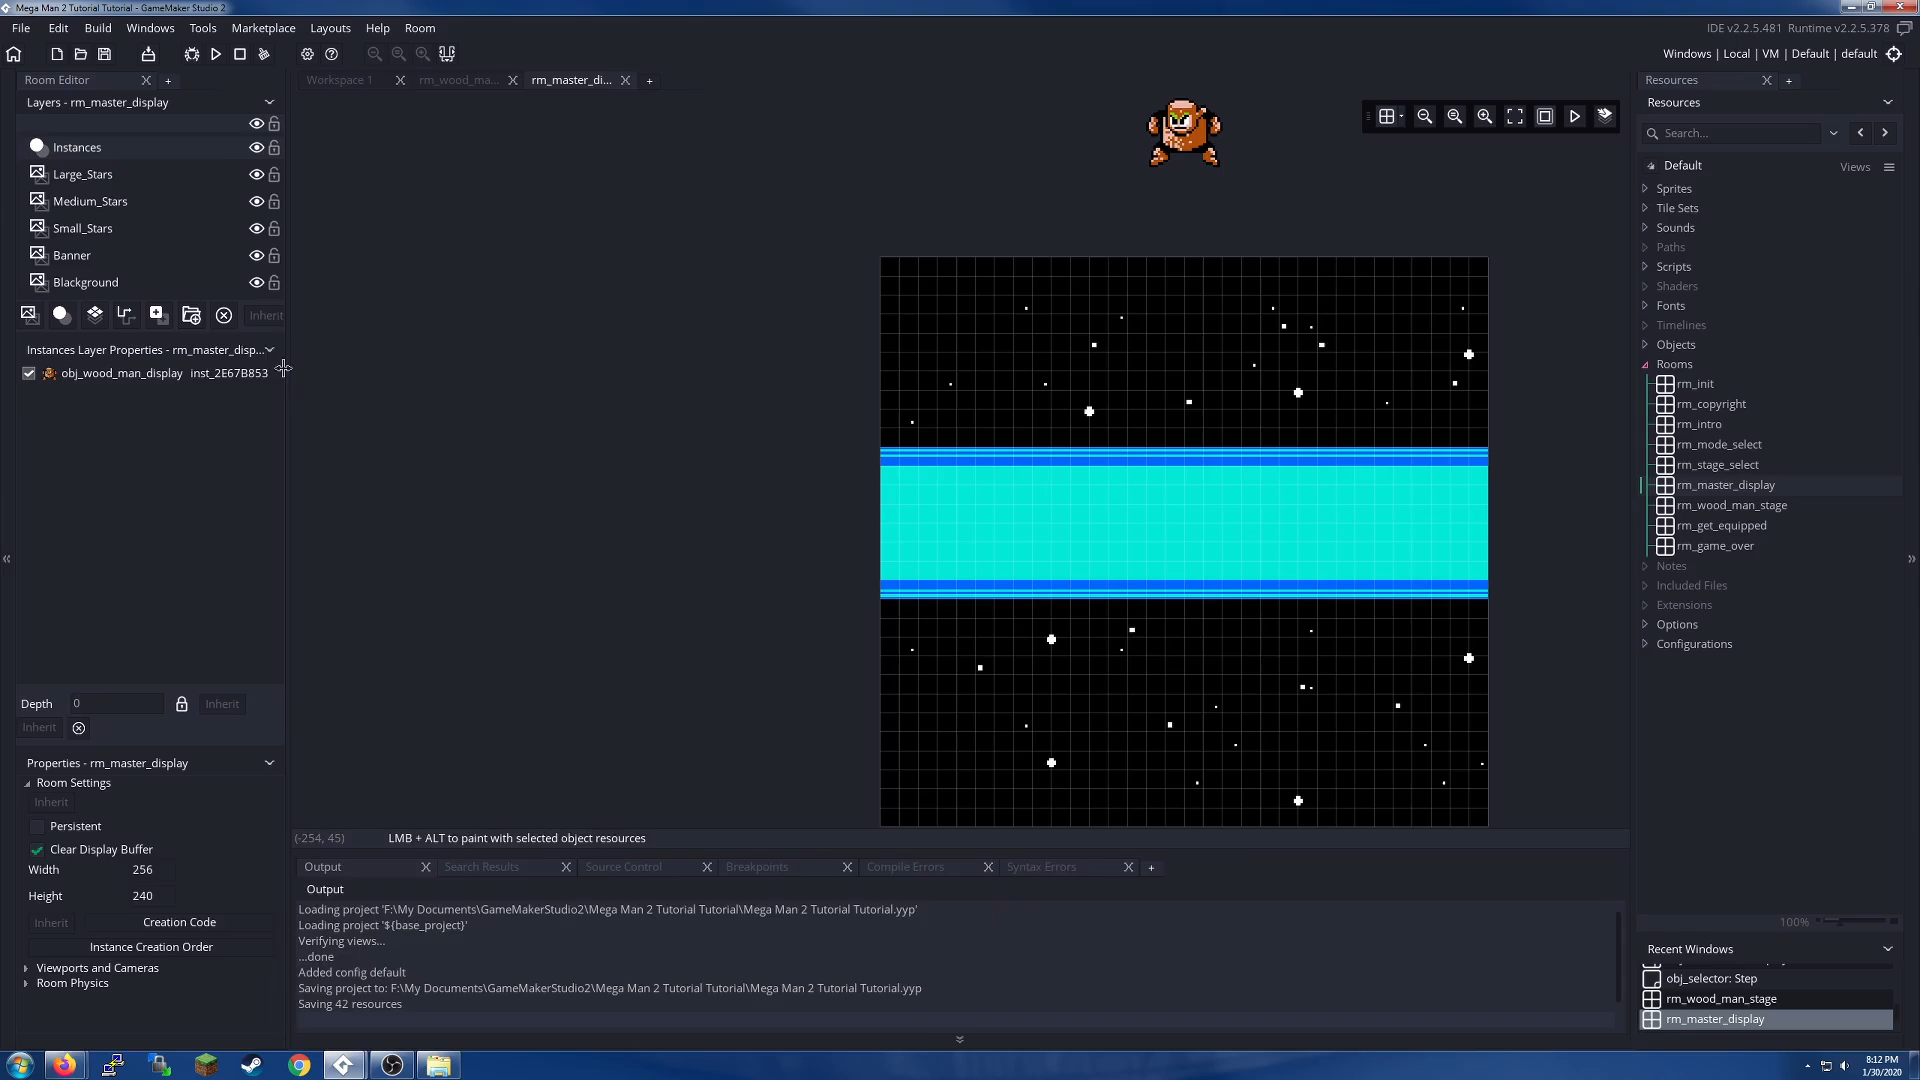 Mega Man 2 Tutorial Tutorial - GameMaker Studio 2
File Edit Build Windows Tools Marketplace Layouts Help Room
IDE v2.2.5.481 Runtime v2.2.5.378
Windows | Local | VM | Default | default
Room Editor
Workspace 1
rm_wood_ma...
rm_master_di...
Resources
Layers - rm_master_display
Resources
Search...
Instances
Large_Stars
Medium_Stars
Small_Stars
Banner
Blackground
Inherit
Instances Layer Properties - rm_master_disp...
obj_wood_man_display inst_2E67B853
Depth 0 Inherit
Inherit
Properties - rm_master_display
Room Settings
Inherit
Persistent
Clear Display Buffer
Width 256
Height 240
Inherit Creation Code
Instance Creation Order
Viewports and Cameras
Room Physics
(-254, 45) LMB + ALT to paint with selected object resources
Output Search Results Source Control Breakpoints Compile Errors Syntax Errors
Output
Loading project 'F:\My Documents\GameMakerStudio2\Mega Man 2 Tutorial Tutorial\Mega Man 2 Tutorial Tutorial.yyp'
Loading project '${base_project}'
Verifying views...
...done
Added config default
Saving project to: F:\My Documents\GameMakerStudio2\Mega Man 2 Tutorial Tutorial\Mega Man 2 Tutorial Tutorial.yyp
Saving 42 resources
Default Views
Sprites
Tile Sets
Sounds
Paths
Scripts
Shaders
Fonts
Timelines
Objects
Rooms
rm_init
rm_copyright
rm_intro
rm_mode_select
rm_stage_select
rm_master_display
rm_wood_man_stage
rm_get_equipped
rm_game_over
Notes
Included Files
Extensions
Options
Configurations
100%
Recent Windows
obj_selector: Step
rm_wood_man_stage
rm_master_display
8:12 PM
1/30/2020